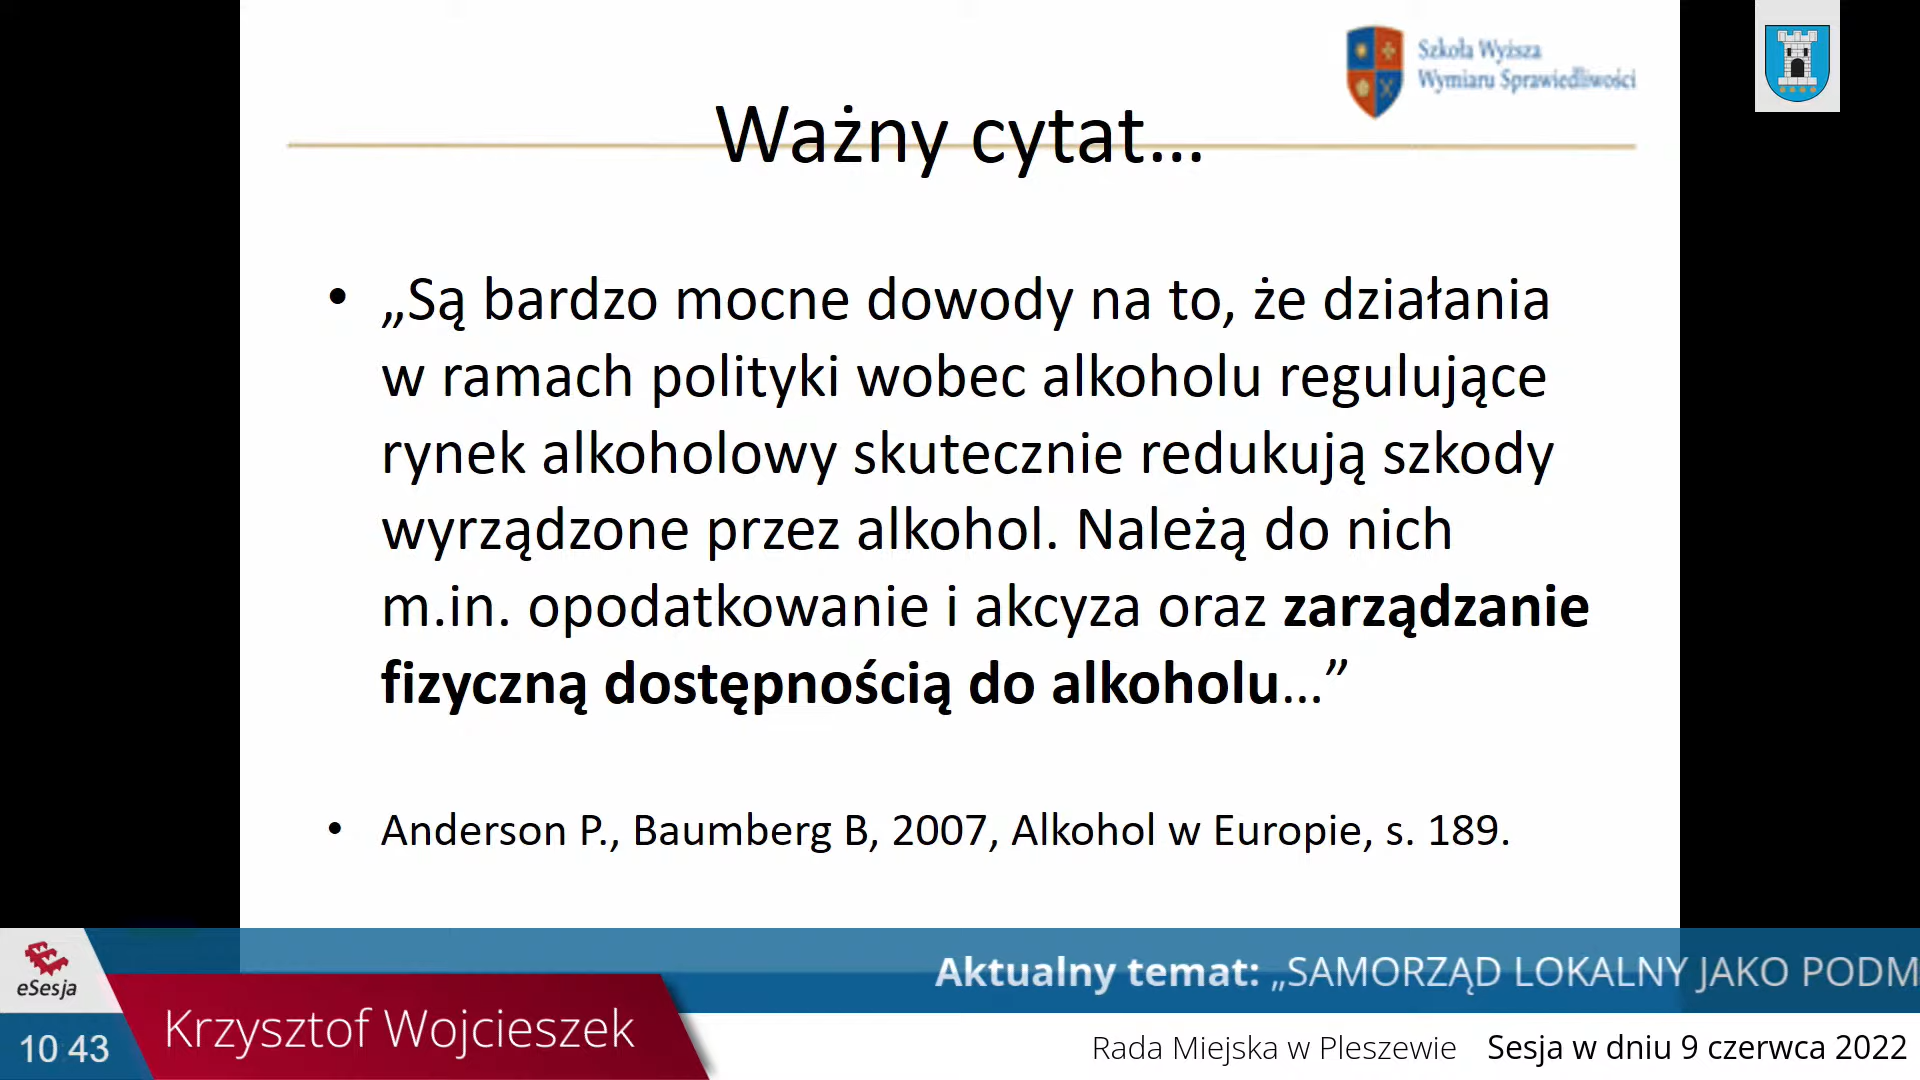 Szkoła Wyższa
Wymiaru Sprawiedliwości
Ważny cytat...
• „Są bardzo mocne dowody na to, że działania
w ramach polityki wobec alkoholu regulujące
rynek alkoholowy skutecznie redukują szkody
wyrządzone przez alkohol. Należą do nich
m.in. opodatkowanie i akcyza oraz zarządzanie
fizyczną dostępnością do alkoholu...”
• Anderson P., Baumberg B, 2007, Alkohol w Europie, s. 189.
Aktualny temat: „SAMORZĄD LOKALNY JAKO PODM
eSesja
Krzysztof Wojcieszek
10 43
Rada Miejska w Pleszewie Sesja w dniu 9 czerwca 2022